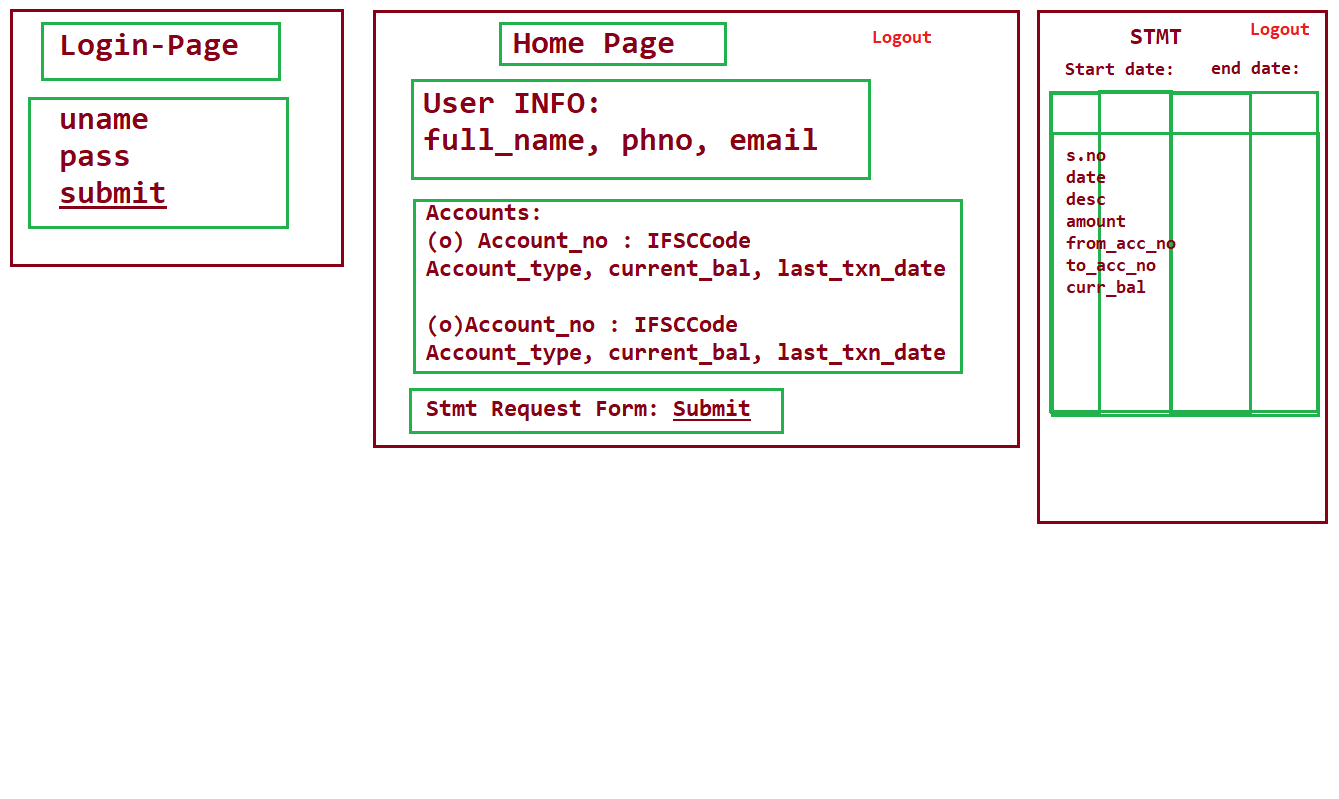 Login-Page
uname
pass
submit
Home Page
Logout
User INFO:
full_name, phno, email
Accounts:
(o) Account_no : IFSCCode
Account_type, current_bal, last_txn_date
(o)Account_no : IFSCCode
Account_type, current_bal, last_txn_date
Stmt Request Form: Submit
STMT
Logout
Start date: end date:
s.no
date
desc
amount
from_acc_no
to_acc_no
curr_bal